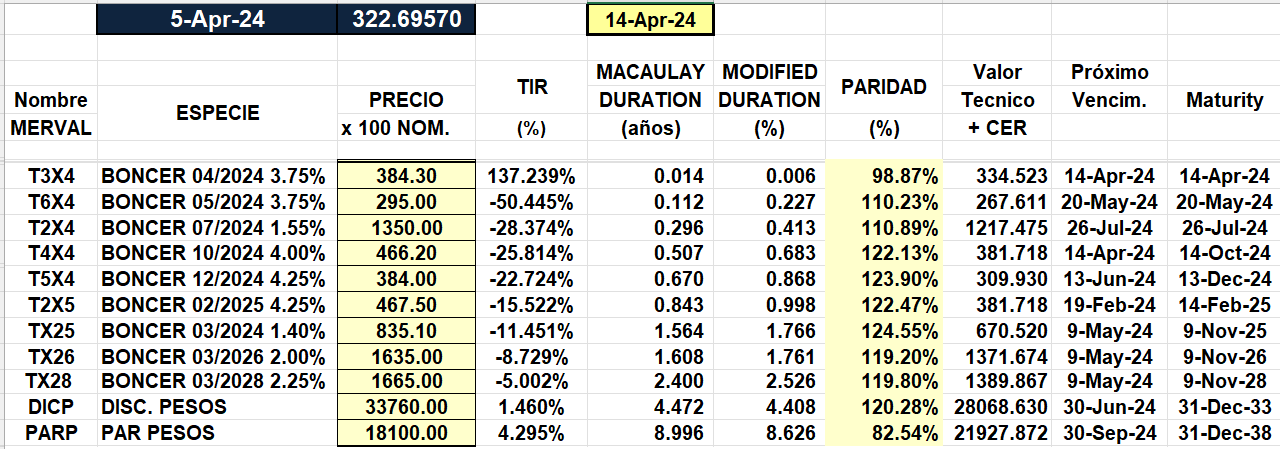 5-Apr-24 322.69570 14-Apr-24
MACAULAY MODIFIED Valor Próximo
TIR PARIDAD
Nombre PRECIO DURATION DURATION Tecnico Vencim. Maturity
ESPECIE
MERVAL x 100 NOM. (%) (años) (%) (%) + CER
T3X4 BONCER 04/2024 3.75% 384.30 137.239% 0.014 0.006 98.87% 334.523 14-Apr-24 14-Apr-24
T6X4 BONCER 05/2024 3.75% 295.00 -50.445% 0.112 0.227 110.23% 267.611 20-May-24 20-May-24
T2X4 BONCER 07/2024 1.55% 1350.00 -28.374% 0.296 0.413 110.89% 1217.475 26-Jul-24 26-Jul-24
T4X4 BONCER 10/2024 4.00% 466.20 -25.814% 0.507 0.683 122.13% 381.718 14-Apr-24 14-Oct-24
T5X4 BONCER 12/2024 4.25% 384.00 -22.724% 0.670 0.868 123.90% 309.930 13-Jun-24 13-Dec-24
T2X5 BONCER 02/2025 4.25% 467.50 -15.522% 0.843 0.998 122.47% 381.718 19-Feb-24 14-Feb-25
TX25 BONCER 03/2024 1.40% 835.10 -11.451% 1.564 1.766 124.55% 670.520 9-May-24 9-Nov-25
TX26 BONCER 03/2026 2.00% 1635.00 -8.729% 1.608 1.761 119.20% 1371.674 9-May-24 9-Nov-26
TX28 BONCER 03/2028 2.25% 1665.00 -5.002% 2.400 2.526 119.80% 1389.867 9-May-24 9-Nov-28
DICP DISC. PESOS 33760.00 1.460% 4.472 4.408 120.28% 28068.630 30-Jun-24 31-Dec-33
PARP PAR PESOS 18100.00 4.295% 8.996 8.626 82.54% 21927.872 30-Sep-24 31-Dec-38